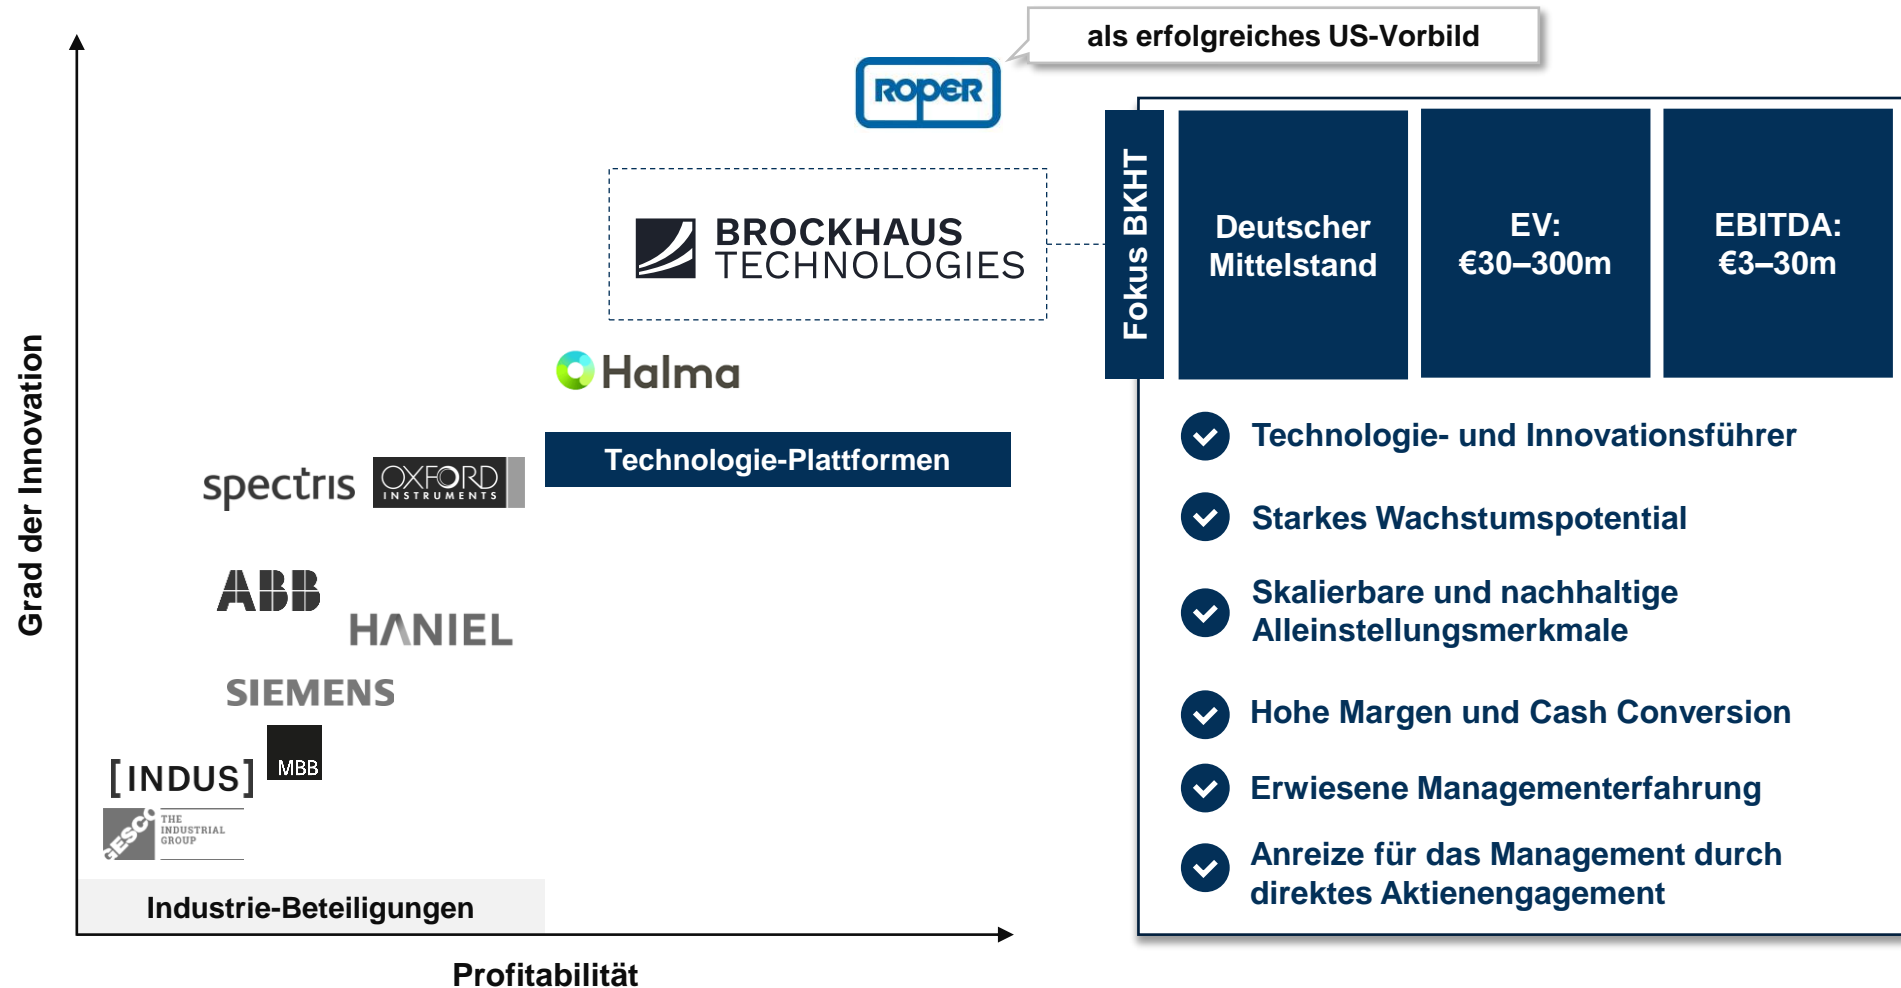 als erfolgreiches US-Vorbild
ROPER
BROCKHAUS
TECHNOLOGIES
Halma
Technologie-Plattformen
spectris
OXFORD
INSTRUMENTS
ABB
HANIEL
SIEMENS
MBB
[INDUS]
GESCO
THE
INDUSTRIAL
GROUP
Industrie-Beteiligungen
Grad der Innovation
Profitabilität
Fokus BKHT
Deutscher
Mittelstand
EV:
€30–300m
EBITDA:
€3–30m
Technologie- und Innovationsführer
Starkes Wachstumspotential
Skalierbare und nachhaltige
Alleinstellungsmerkmale
Hohe Margen und Cash Conversion
Erwiesene Managementerfahrung
Anreize für das Management durch
direktes Aktienengagement